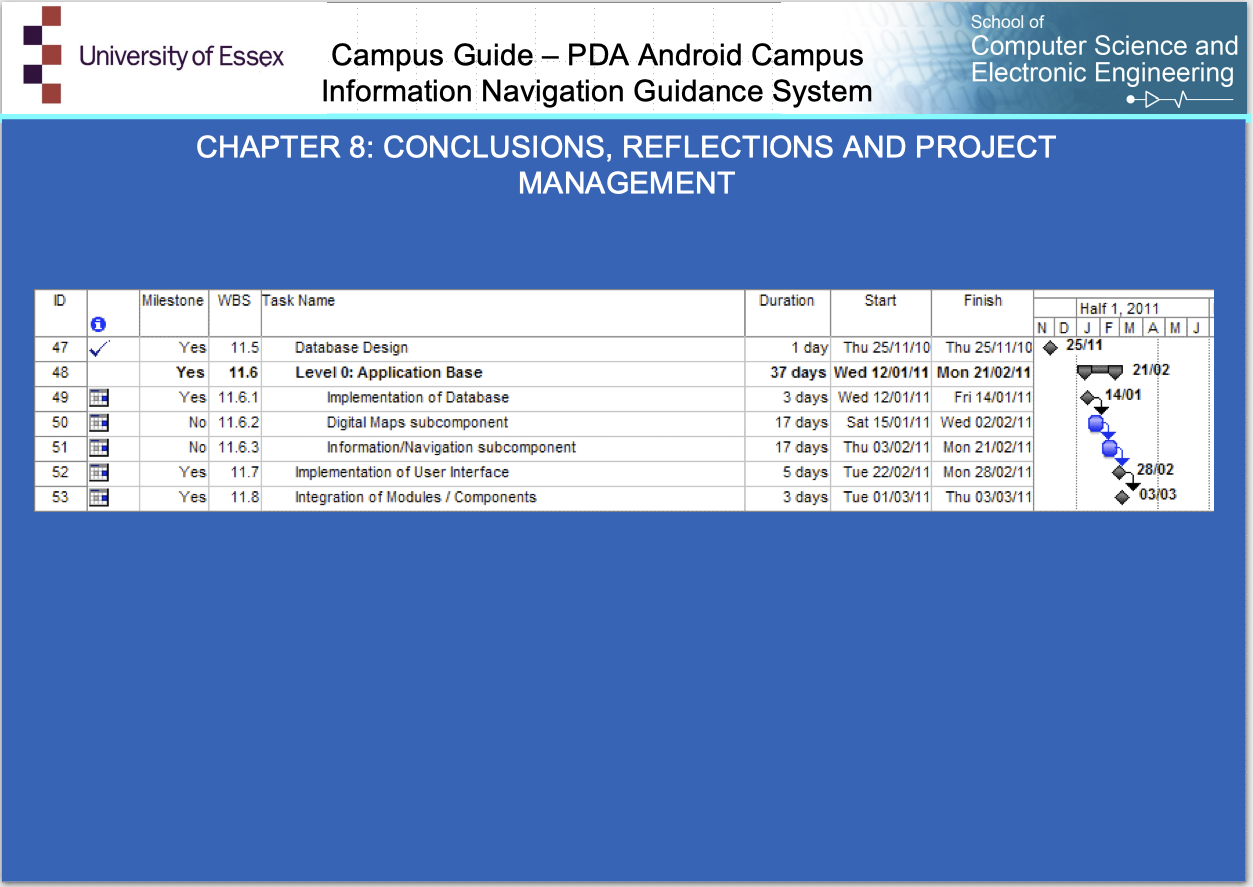 University of Essex
Campus Guide – PDA Android Campus
Information Navigation Guidance System
School of
Computer Science and
Electronic Engineering
CHAPTER 8: CONCLUSIONS, REFLECTIONS AND PROJECT
MANAGEMENT
ID Milestone WBS Task Name Duration Start Finish
Half 1, 2011
N D J F M A M J
47 Yes 11.5 Database Design 1 day Thu 25/11/10 Thu 25/11/10 25/11
48 Yes 11.6 Level 0: Application Base 37 days Wed 12/01/11 Mon 21/02/11 21/02
49 Yes 11.6.1 Implementation of Database 3 days Wed 12/01/11 Fri 14/01/11 14/01
50 No 11.6.2 Digital Maps subcomponent 17 days Sat 15/01/11 Wed 02/02/11
51 No 11.6.3 Information/Navigation subcomponent 17 days Thu 03/02/11 Mon 21/02/11
52 Yes 11.7 Implementation of User Interface 5 days Tue 22/02/11 Mon 28/02/11 28/02
53 Yes 11.8 Integration of Modules / Components 3 days Tue 01/03/11 Thu 03/03/11 03/03